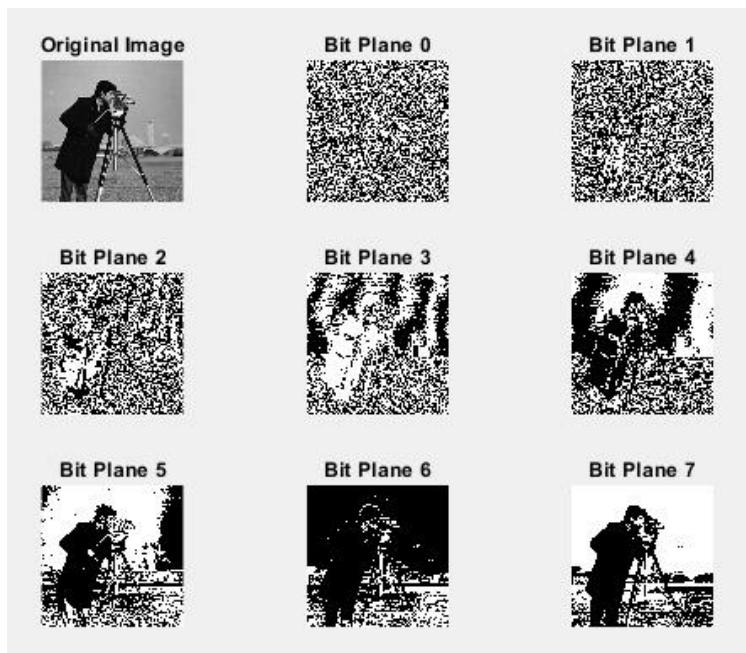 Original Image
Bit Plane 0
Bit Plane 1
Bit Plane 2
Bit Plane 3
Bit Plane 4
Bit Plane 5
Bit Plane 6
Bit Plane 7